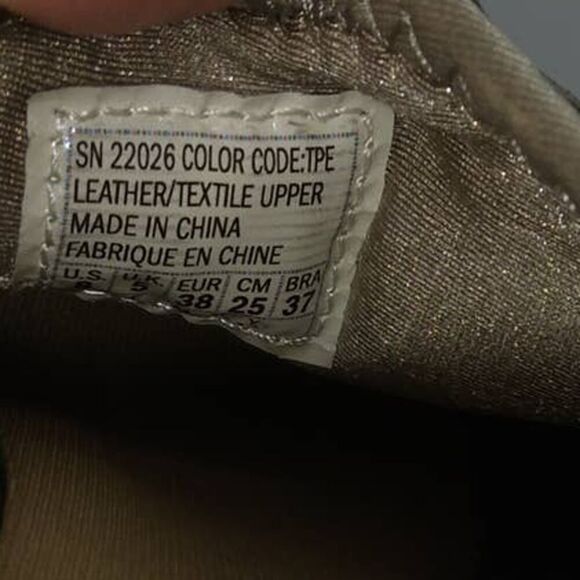 SN 22026 COLOR CODE:TPE
LEATHER/TEXTILE UPPER
MADE IN CHINA
FABRIQUE EN CHINE
U.S. U.K. EUR CM BRA
5 38 25 37